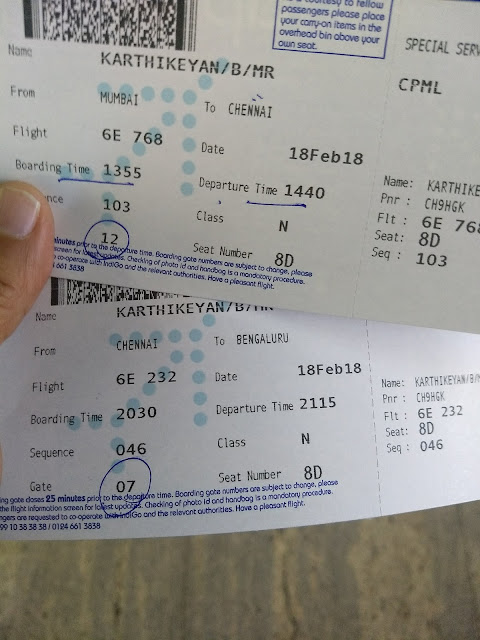 passengers please place
your carry-on items in the
overhead bin above your
own seat.
SPECIAL SERV
CPML
Name KARTHIKEYAN/B/MR
From MUMBAI To CHENNAI
Flight 6E 768 Date 18Feb18
Boarding Time 1355 Departure Time 1440
103 Class N
12 Seat Number 8D
minutes prior to the departure time. Boarding gate numbers are subject to change, please
screen for latest updates. Checking of photo id and handbag is a mandatory procedure.
co-operate with IndiGo and the relevant authorities. Have a pleasant flight.
661 3838
Name: KARTHIKE
Pnr : CH9HGK
Flt : 6E 768
Seat: 8D
Seq : 103
Name KARTHIKEYAN/B/MR
From CHENNAI To BENGALURU
Flight 6E 232 Date 18Feb18
Boarding Time 2030 Departure Time 2115
Sequence 046 Class N
Gate 07 Seat Number 8D
ing gate closes 25 minutes prior to the departure time. Boarding gate numbers are subject to change, please
the flight information screen for latest updates. Checking of photo id and handbag is a mandatory procedure.
ngers are requested to co-operate with IndiGo and the relevant authorities. Have a pleasant flight.
99 10 38 38 38 / 0124 661 3838
Name: KARTHIKEYAN/B/M
Pnr : CH9HGK
Flt : 6E 232
Seat: 8D
Seq : 046